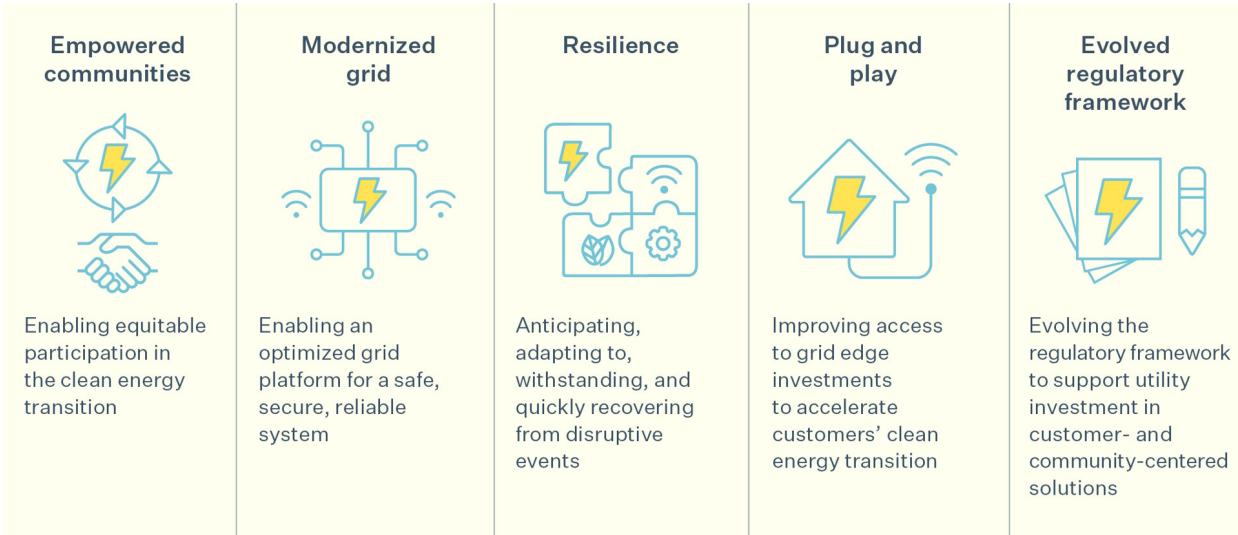 Empowered
communities
Enabling equitable
participation in
the clean energy
transition
Modernized
grid
Enabling an
optimized grid
platform for a safe,
secure, reliable
system
Resilience
Anticipating,
adapting to,
withstanding, and
quickly recovering
from disruptive
events
Plug and
play
Improving access
to grid edge
investments
to accelerate
customers’ clean
energy transition
Evolved
regulatory
framework
Evolving the
regulatory framework
to support utility
investment in
customer- and
community-centered
solutions